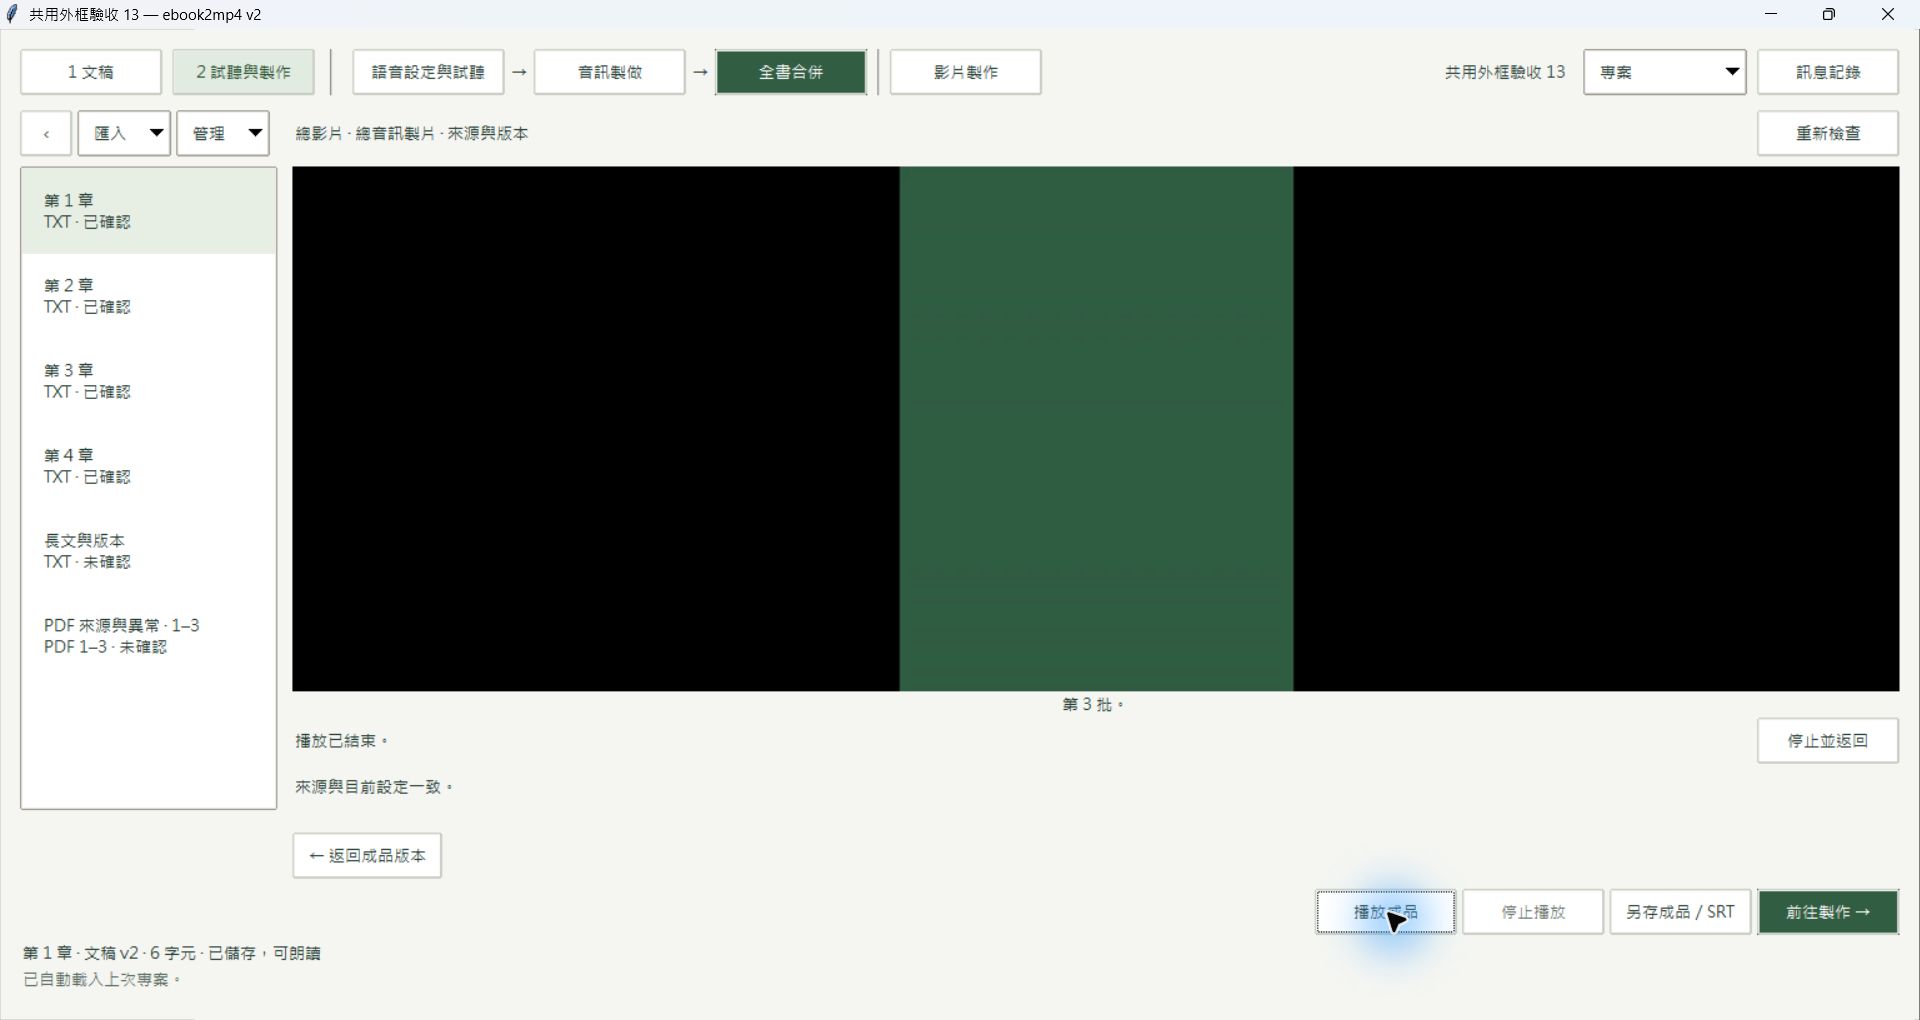 共用外框驗收 13 — ebook2mp4 v2
1 文稿
2 試聽與製作
語音設定與試聽
→
音訊製做
→
全書合併
影片製作
共用外框驗收 13
專案
訊息記錄
‹
匯入
管理
總影片 · 總音訊製片 · 來源與版本
重新檢查
第 1 章
TXT · 已確認
第 2 章
TXT · 已確認
第 3 章
TXT · 已確認
第 4 章
TXT · 已確認
長文與版本
TXT · 未確認
PDF 來源與異常 · 1–3
PDF 1–3 · 未確認
第 3 批。
播放已結束。
停止並返回
來源與目前設定一致。
← 返回成品版本
播放成品
停止播放
另存成品 / SRT
前往製作 →
第 1 章 · 文稿 v2 · 6 字元 · 已儲存，可朗讀
已自動載入上次專案。